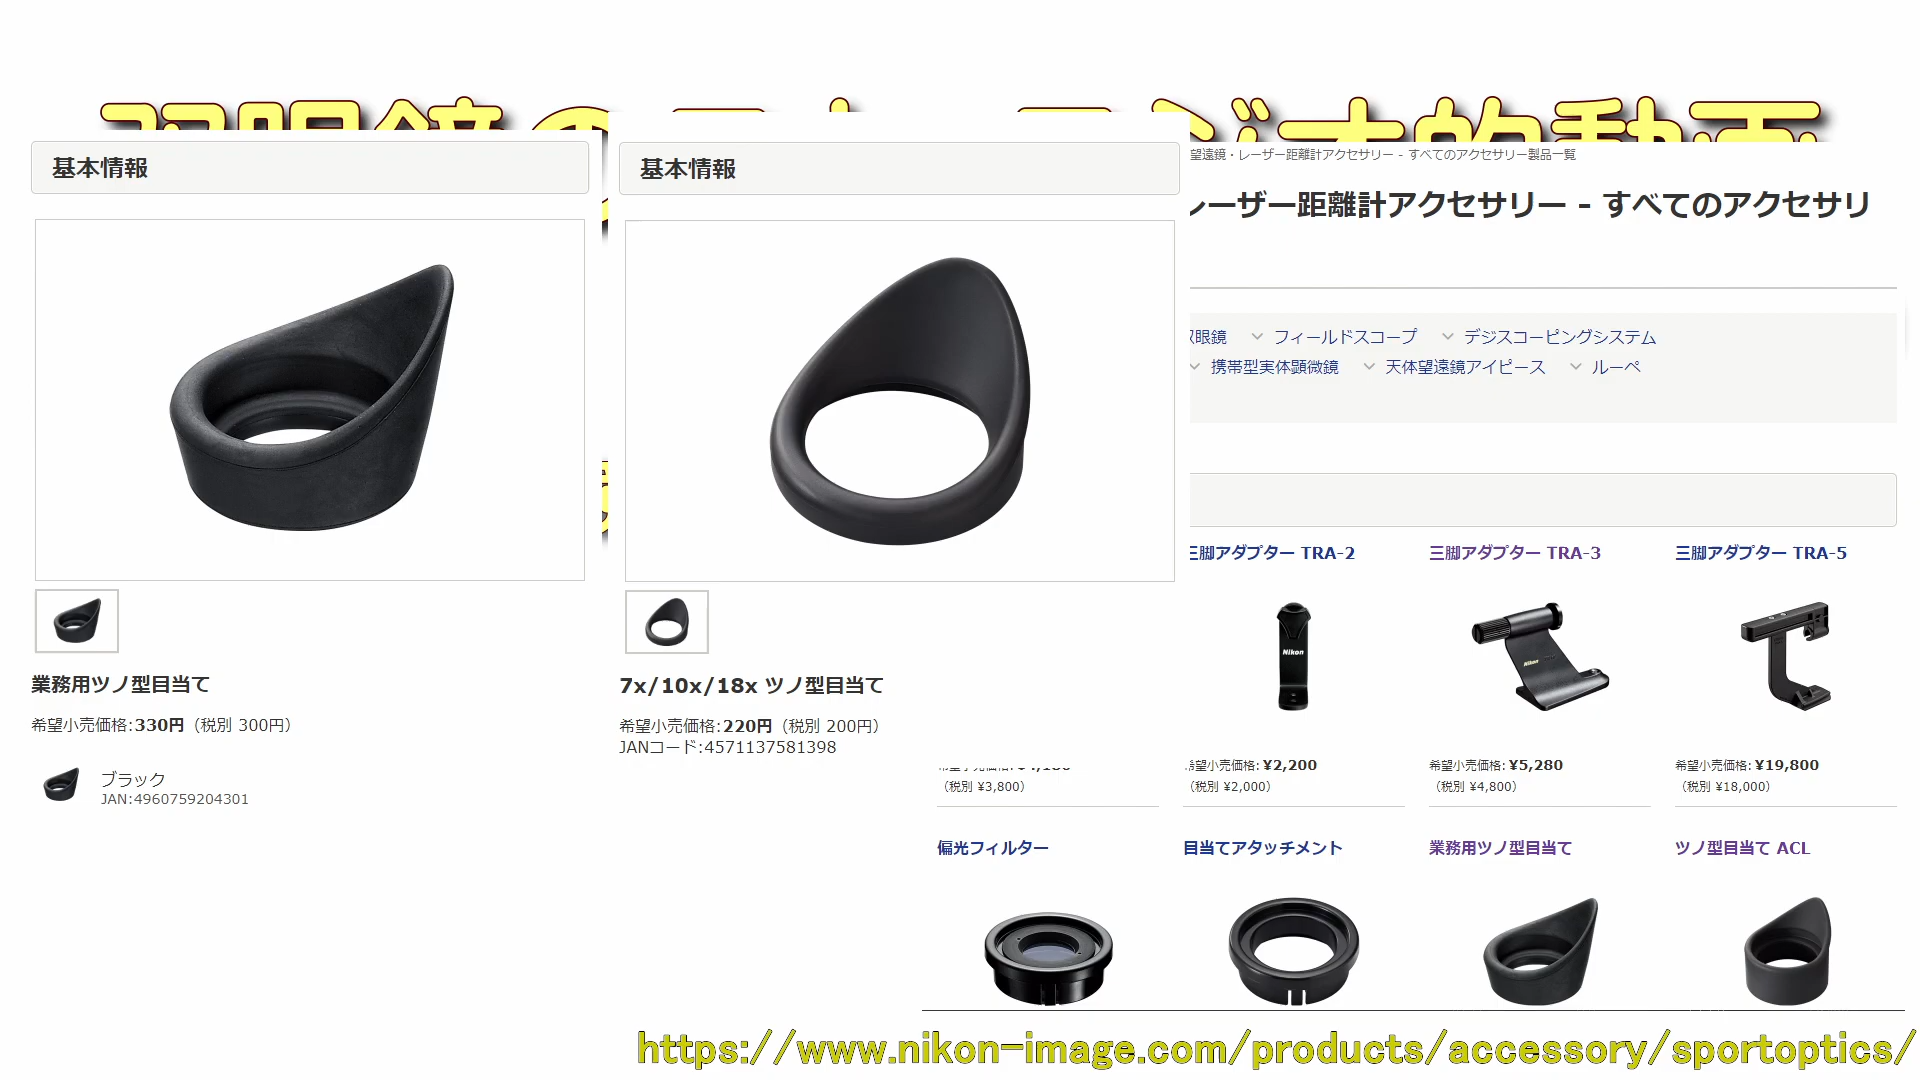 基本情報
業務用ツノ型目当て
希望小売価格:330円（税別 300円）
ブラック
JAN:4960759204301
基本情報
7x/10x/18x ツノ型目当て
希望小売価格:220円（税別 200円）
JANコード:4571137581398
望遠鏡・レーザー距離計アクセサリー - すべてのアクセサリー製品一覧
レーザー距離計アクセサリー - すべてのアクセサリ
双眼鏡 フィールドスコープ デジスコーピングシステム
携帯型実体顕微鏡 天体望遠鏡アイピース ルーペ
三脚アダプター TRA-2 三脚アダプター TRA-3 三脚アダプター TRA-5
Nikon
Nikon
希望小売価格: ¥2,200 希望小売価格: ¥5,280 希望小売価格: ¥19,800
（税別 ¥3,800） （税別 ¥2,000） （税別 ¥4,800） （税別 ¥18,000）
偏光フィルター 目当てアタッチメント 業務用ツノ型目当て ツノ型目当て ACL
https://www.nikon-image.com/products/accessory/sportoptics/